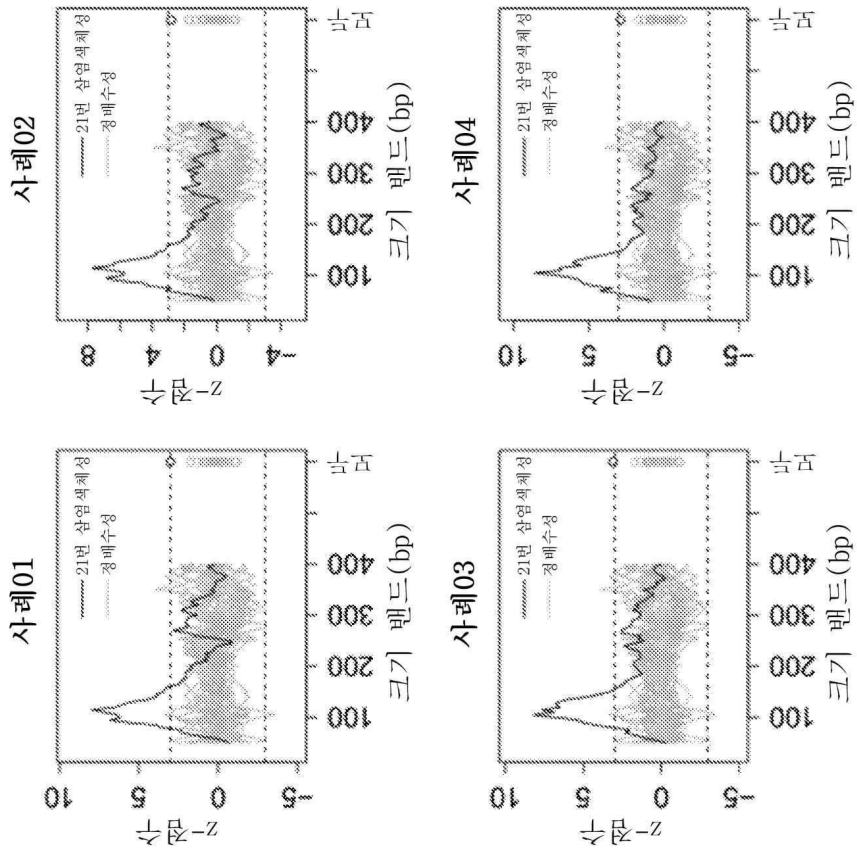 사례01
z-점수
10
5
0
-5
21번 삼염색체성
정배수성
100
200
300
400
모두
크기 밴드(bp)
사례02
z-점수
8
4
0
-4
21번 삼염색체성
정배수성
100
200
300
400
모두
크기 밴드(bp)
사례03
z-점수
10
5
0
-5
21번 삼염색체성
정배수성
100
200
300
400
모두
크기 밴드(bp)
사례04
z-점수
10
5
0
-5
21번 삼염색체성
정배수성
100
200
300
400
모두
크기 밴드(bp)